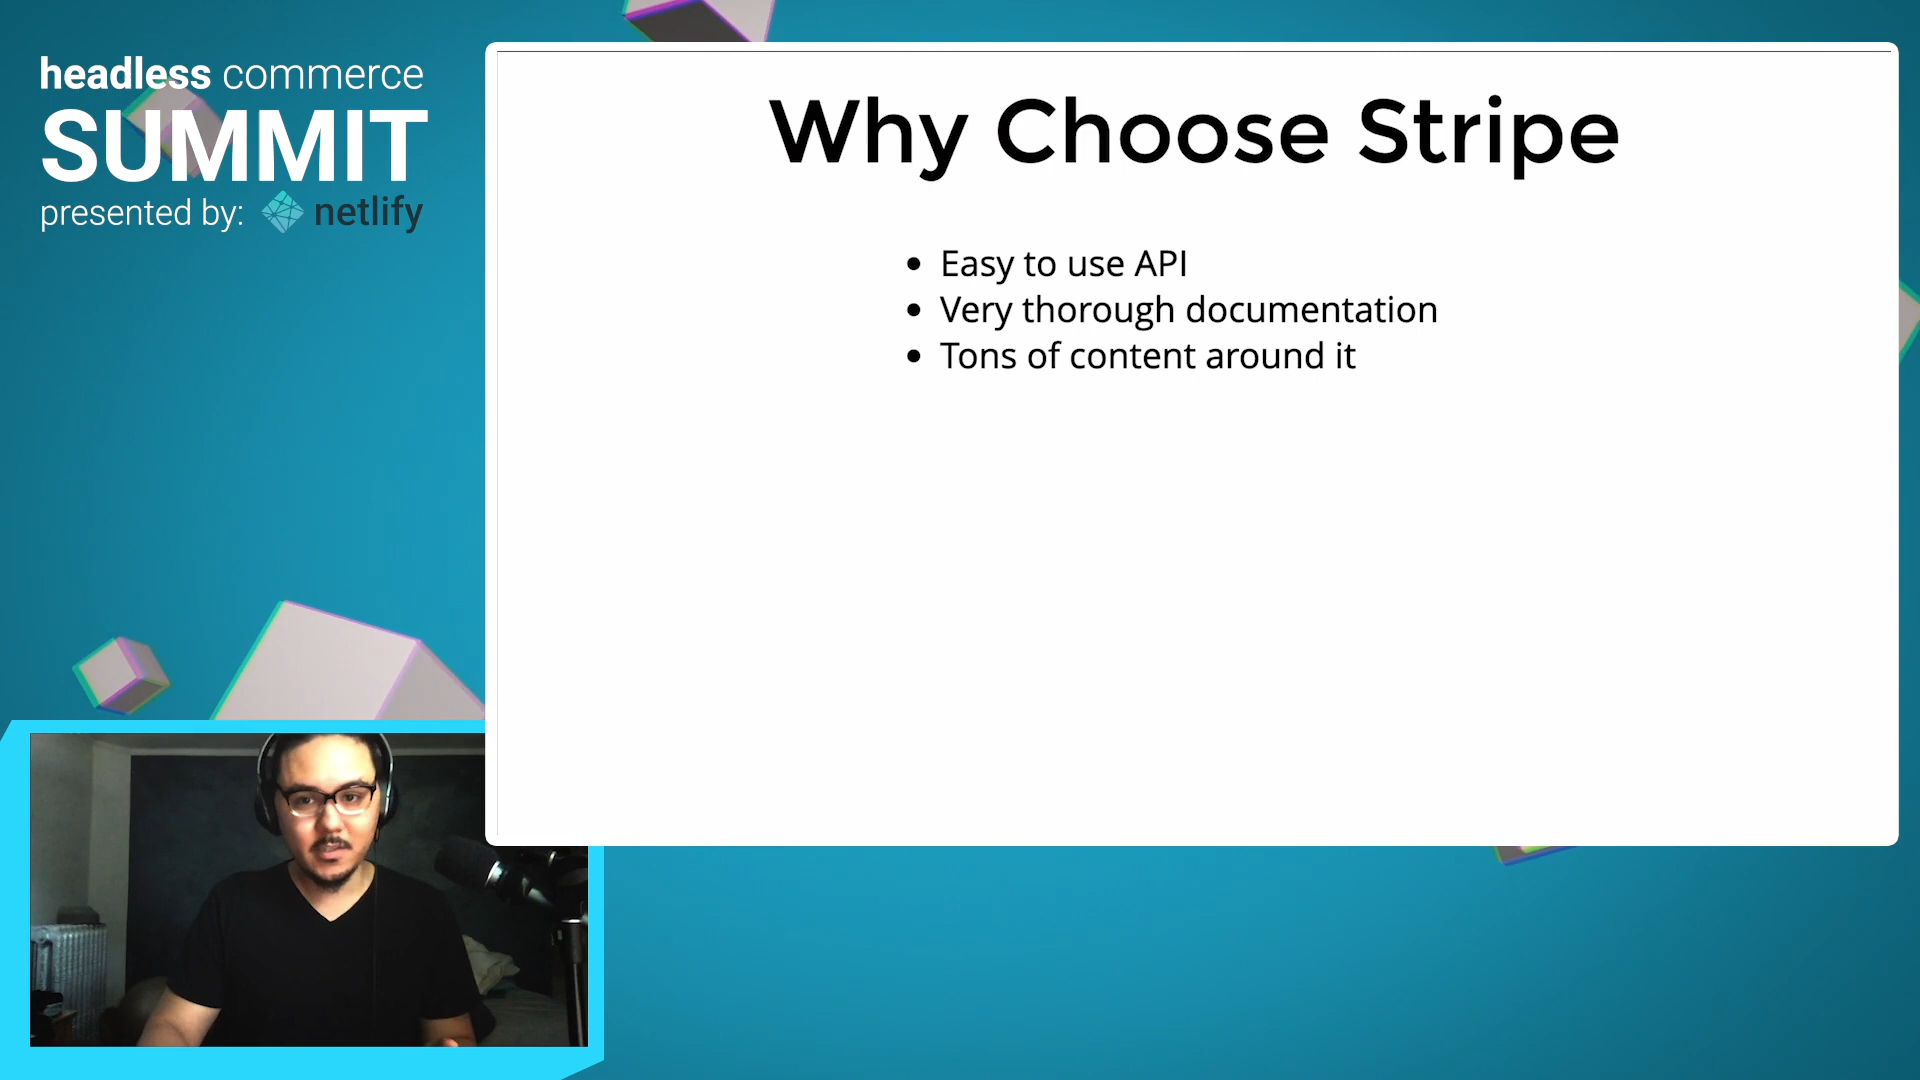 headless commerce
SUMMIT
presented by: netlify
Why Choose Stripe
• Easy to use API
• Very thorough documentation
• Tons of content around it